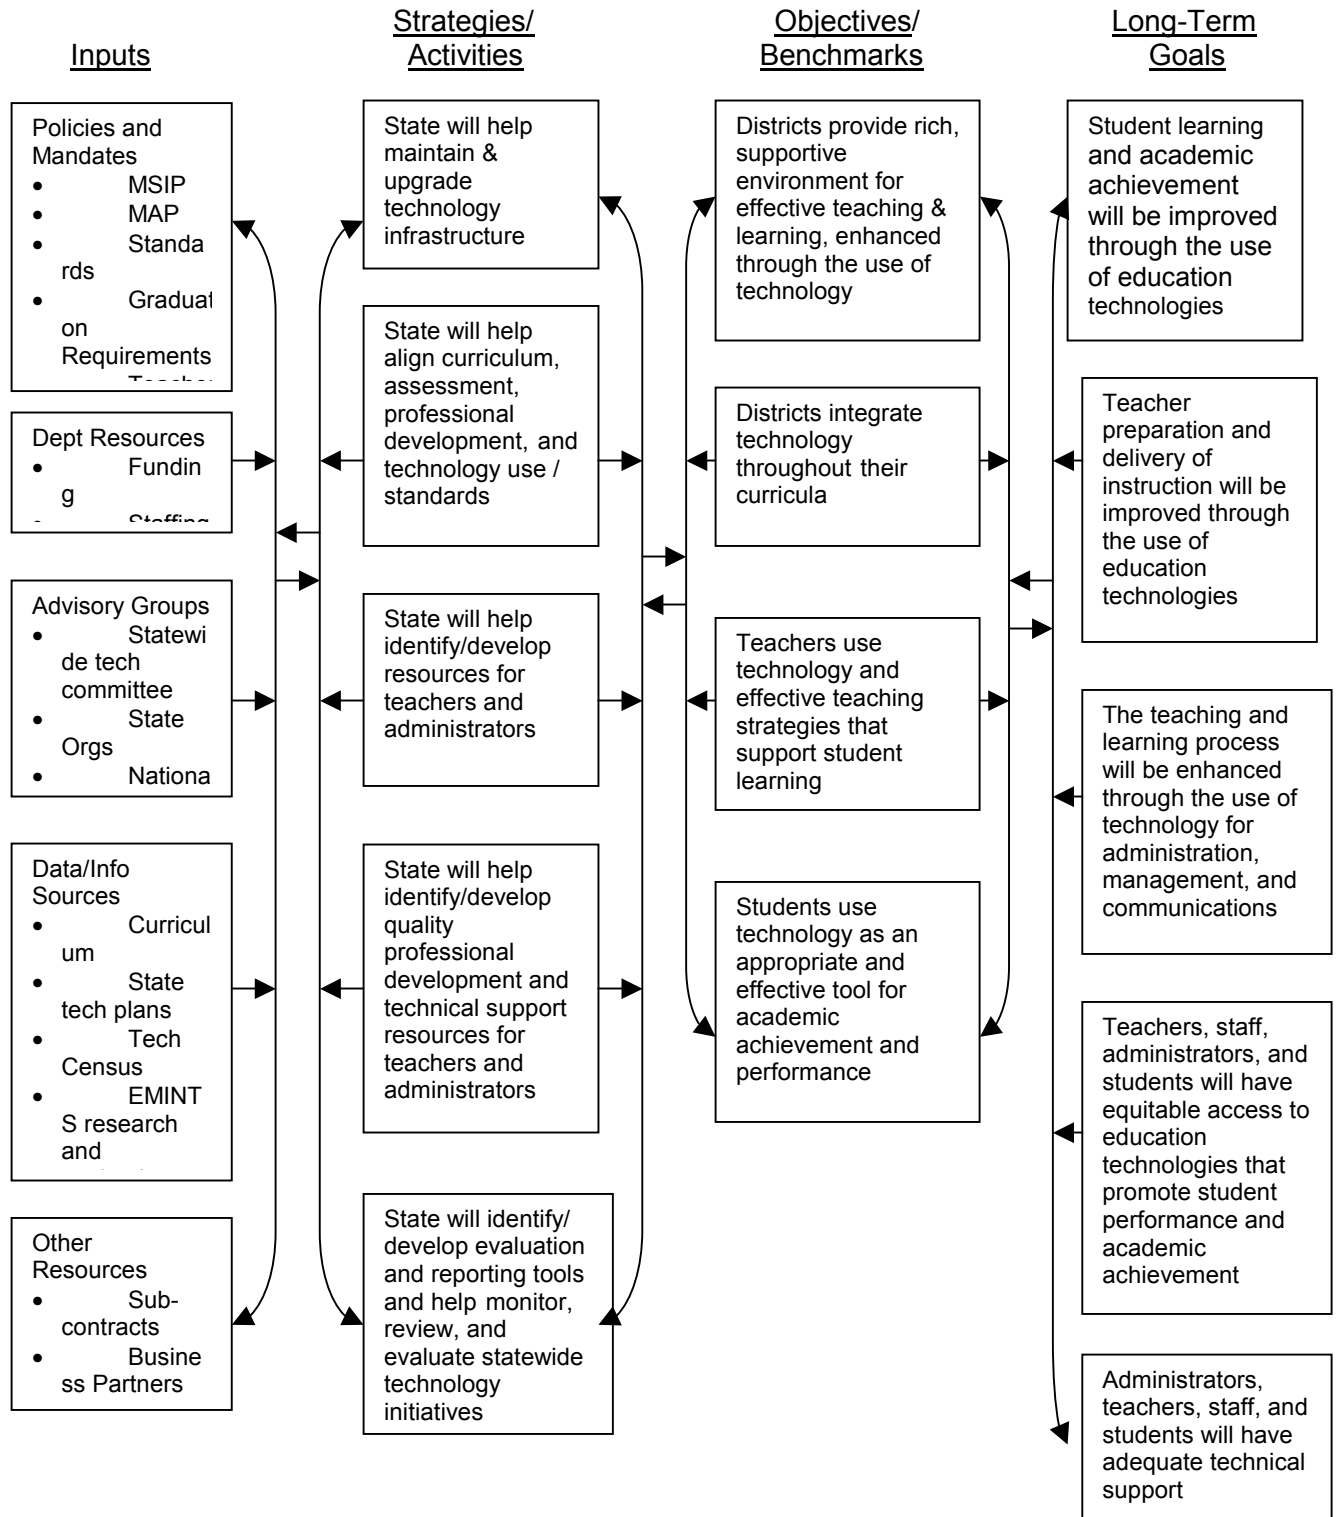 Inputs
Strategies/
Activities
Objectives/
Benchmarks
Long-Term
Goals
Policies and
Mandates
• MSIP
• MAP
• Standa
rds
• Graduat
on
Requirements
Dept Resources
• Fundin
g
• Staffing
Advisory Groups
• Statewi
de tech
committee
• State
Orgs
• Nationa
Data/Info
Sources
• Curricul
um
• State
tech plans
• Tech
Census
• EMINT
S research
and
Other
Resources
• Sub-
contracts
• Busine
ss Partners
State will help
maintain &
upgrade
technology
infrastructure
State will help
align curriculum,
assessment,
professional
development, and
technology use /
standards
State will help
identify/develop
resources for
teachers and
administrators
State will help
identify/develop
quality
professional
development and
technical support
resources for
teachers and
administrators
State will identify/
develop evaluation
and reporting tools
and help monitor,
review, and
evaluate statewide
technology
initiatives
Districts provide rich,
supportive
environment for
effective teaching &
learning, enhanced
through the use of
technology
Districts integrate
technology
throughout their
curricula
Teachers use
technology and
effective teaching
strategies that
support student
learning
Students use
technology as an
appropriate and
effective tool for
academic
achievement and
performance
Student learning
and academic
achievement
will be improved
through the use
of education
technologies
Teacher
preparation and
delivery of
instruction will be
improved through
the use of
education
technologies
The teaching and
learning process
will be enhanced
through the use of
technology for
administration,
management, and
communications
Teachers, staff,
administrators, and
students will have
equitable access to
education
technologies that
promote student
performance and
academic
achievement
Administrators,
teachers, staff, and
students will have
adequate technical
support